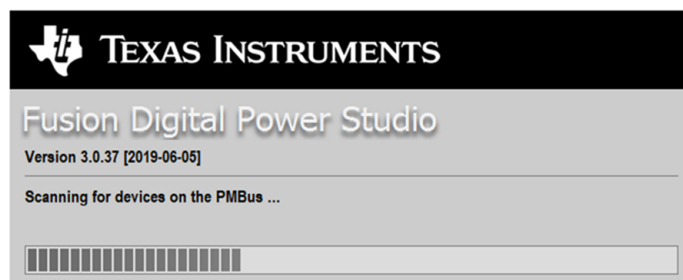 TEXAS INSTRUMENTS
Fusion Digital Power Studio
Version 3.0.37 [2019-06-05]
Scanning for devices on the PMBus ...